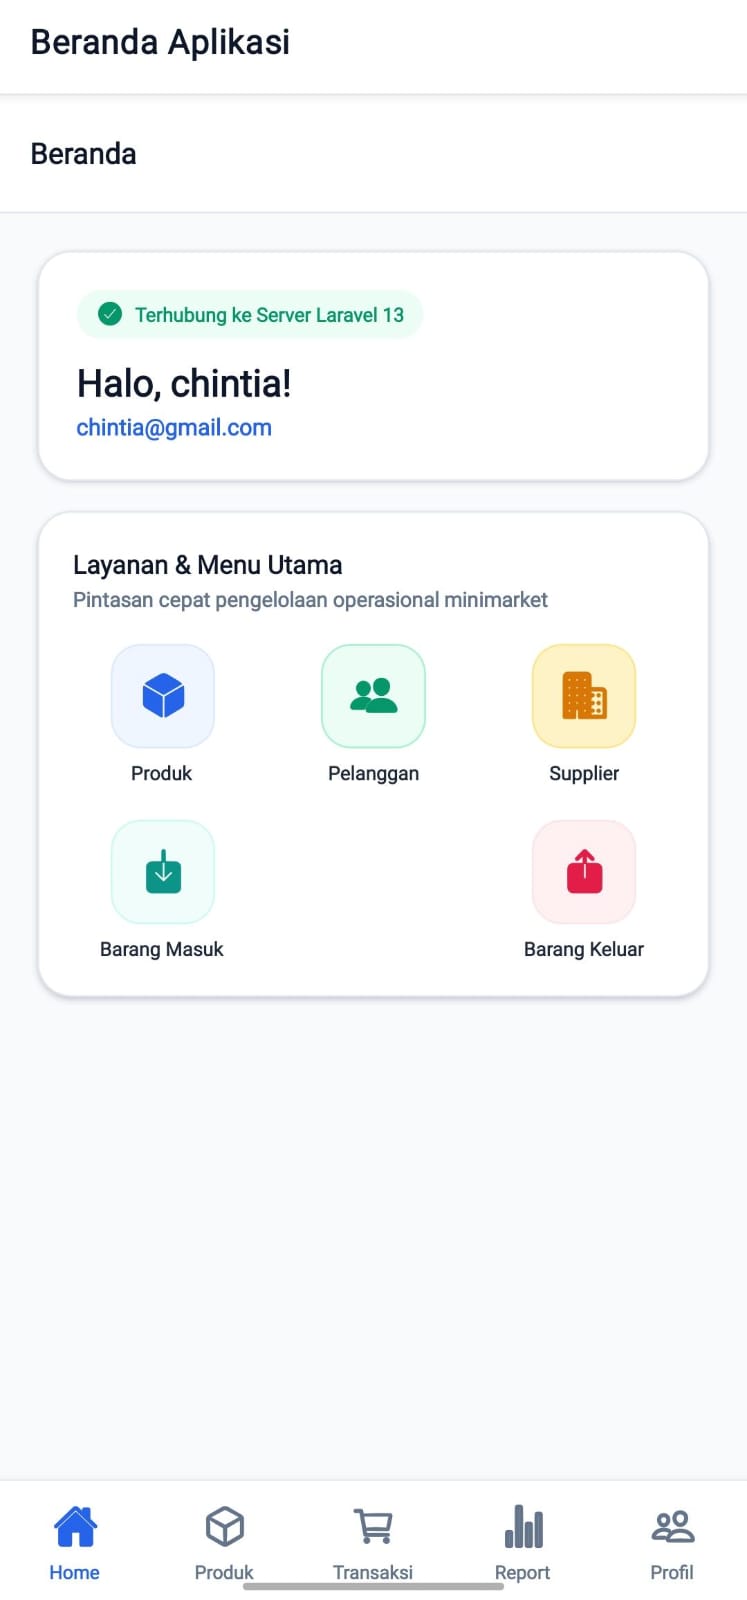 Beranda Aplikasi
Beranda
Terhubung ke Server Laravel 13
Halo, chintia!
chintia@gmail.com
Layanan & Menu Utama
Pintasan cepat pengelolaan operasional minimarket
Produk
Pelanggan
Supplier
Barang Masuk
Barang Keluar
Home
Produk
Transaksi
Report
Profil